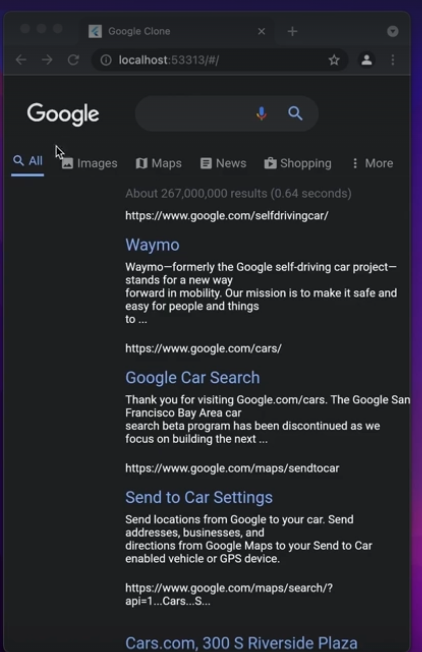 Google Clone
localhost:53313/#/
Google
All
Images
Maps
News
Shopping
More
About 267,000,000 results (0.64 seconds)
https://www.google.com/selfdrivingcar/
Waymo
Waymo—formerly the Google self-driving car project—
stands for a new way
forward in mobility. Our mission is to make it safe and
easy for people and things
to ...
https://www.google.com/cars/
Google Car Search
Thank you for visiting Google.com/cars. The Google San
Francisco Bay Area car
search beta program has been discontinued as we
focus on building the next ...
https://www.google.com/maps/sendtocar
Send to Car Settings
Send locations from Google to your car. Send
addresses, businesses, and
directions from Google Maps to your Send to Car
enabled vehicle or GPS device.
https://www.google.com/maps/search/?
api=1...Cars...S...
Cars.com, 300 S Riverside Plaza